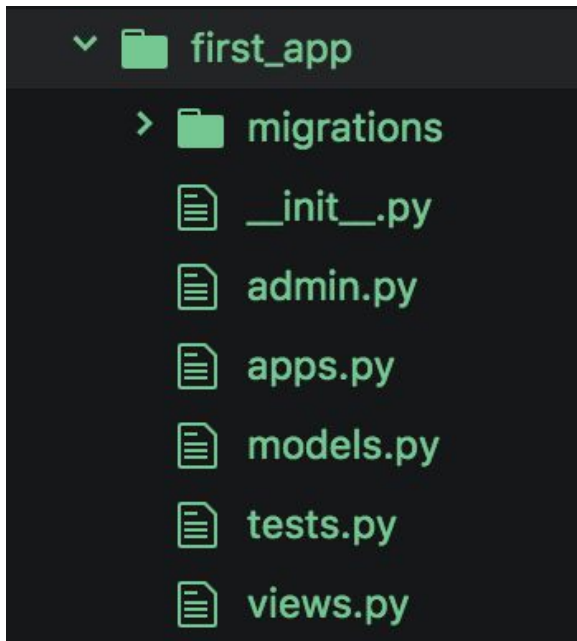 first_app
migrations
__init__.py
admin.py
apps.py
models.py
tests.py
views.py